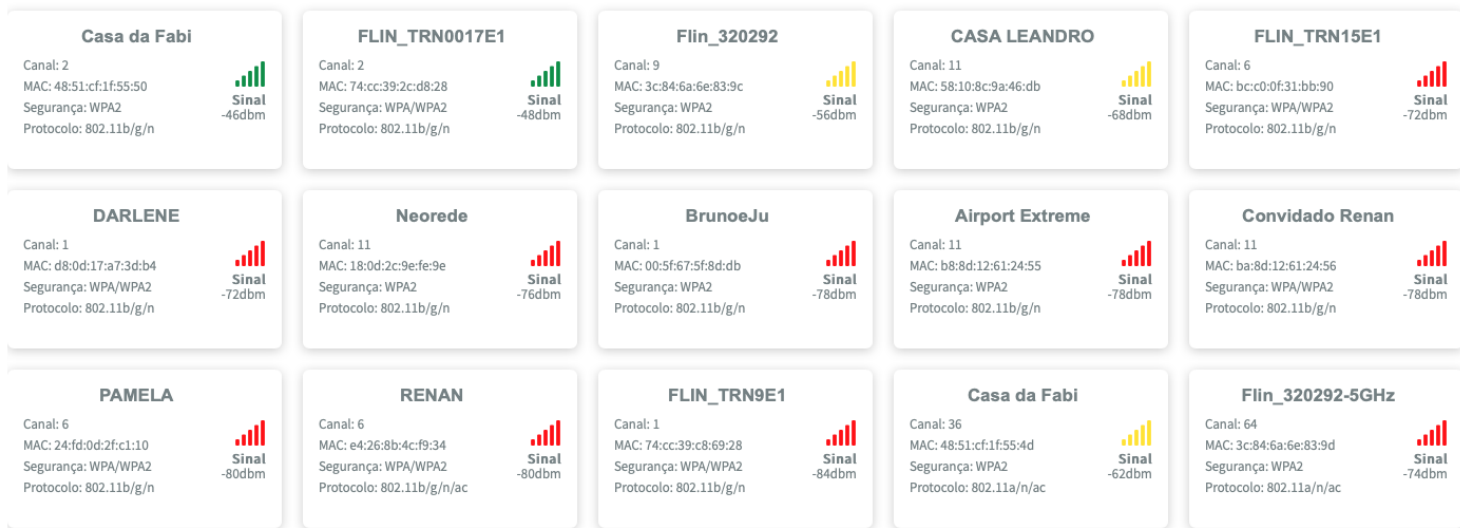 Casa da Fabi
Canal: 2
MAC: 48:51:cf:1f:55:50
Segurança: WPA2
Protocolo: 802.11b/g/n
Sinal
-46dbm
FLIN_TRN0017E1
Canal: 2
MAC: 74:cc:39:2c:d8:28
Segurança: WPA/WPA2
Protocolo: 802.11b/g/n
Sinal
-48dbm
Flin_320292
Canal: 9
MAC: 3c:84:6a:6e:83:9c
Segurança: WPA2
Protocolo: 802.11b/g/n
Sinal
-56dbm
CASA LEANDRO
Canal: 11
MAC: 58:10:8c:9a:46:db
Segurança: WPA2
Protocolo: 802.11b/g/n
Sinal
-68dbm
FLIN_TRN15E1
Canal: 6
MAC: bc:c0:0f:31:bb:90
Segurança: WPA/WPA2
Protocolo: 802.11b/g/n
Sinal
-72dbm
DARLENE
Canal: 1
MAC: d8:0d:17:a7:3d:b4
Segurança: WPA/WPA2
Protocolo: 802.11b/g/n
Sinal
-72dbm
Neorede
Canal: 11
MAC: 18:0d:2c:9e:fe:9e
Segurança: WPA2
Protocolo: 802.11b/g/n
Sinal
-76dbm
BrunoeJu
Canal: 1
MAC: 00:5f:67:5f:8d:db
Segurança: WPA2
Protocolo: 802.11b/g/n
Sinal
-78dbm
Airport Extreme
Canal: 11
MAC: b8:8d:12:61:24:55
Segurança: WPA2
Protocolo: 802.11b/g/n
Sinal
-78dbm
Convidado Renan
Canal: 11
MAC: ba:8d:12:61:24:56
Segurança: WPA/WPA2
Protocolo: 802.11b/g/n
Sinal
-78dbm
PAMELA
Canal: 6
MAC: 24:fd:0d:2f:c1:10
Segurança: WPA/WPA2
Protocolo: 802.11b/g/n
Sinal
-80dbm
RENAN
Canal: 6
MAC: e4:26:8b:4c:f9:34
Segurança: WPA/WPA2
Protocolo: 802.11b/g/n/ac
Sinal
-80dbm
FLIN_TRN9E1
Canal: 1
MAC: 74:cc:39:c8:69:28
Segurança: WPA/WPA2
Protocolo: 802.11b/g/n
Sinal
-84dbm
Casa da Fabi
Canal: 36
MAC: 48:51:cf:1f:55:4d
Segurança: WPA2
Protocolo: 802.11a/n/ac
Sinal
-62dbm
Flin_320292-5GHz
Canal: 64
MAC: 3c:84:6a:6e:83:9d
Segurança: WPA2
Protocolo: 802.11a/n/ac
Sinal
-74dbm